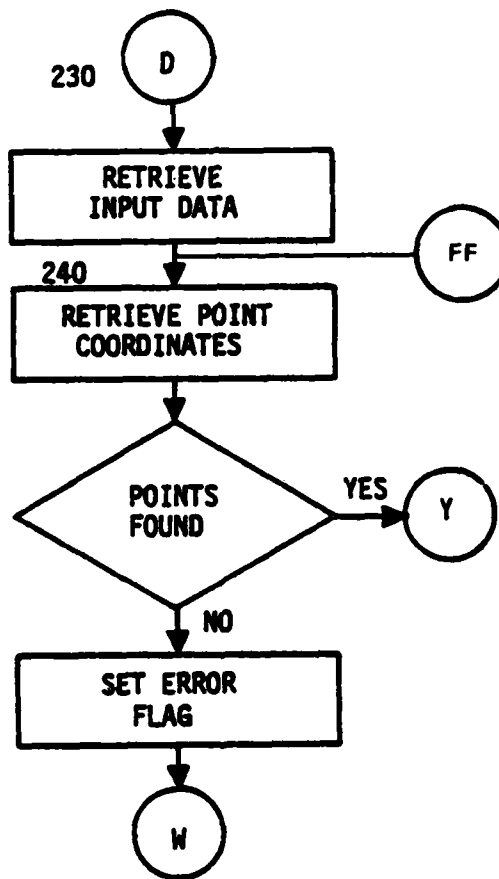 230
D
RETRIEVE
INPUT DATA
FF
240
RETRIEVE POINT
COORDINATES
POINTS
FOUND
YES
Y
NO
SET ERROR
FLAG
W